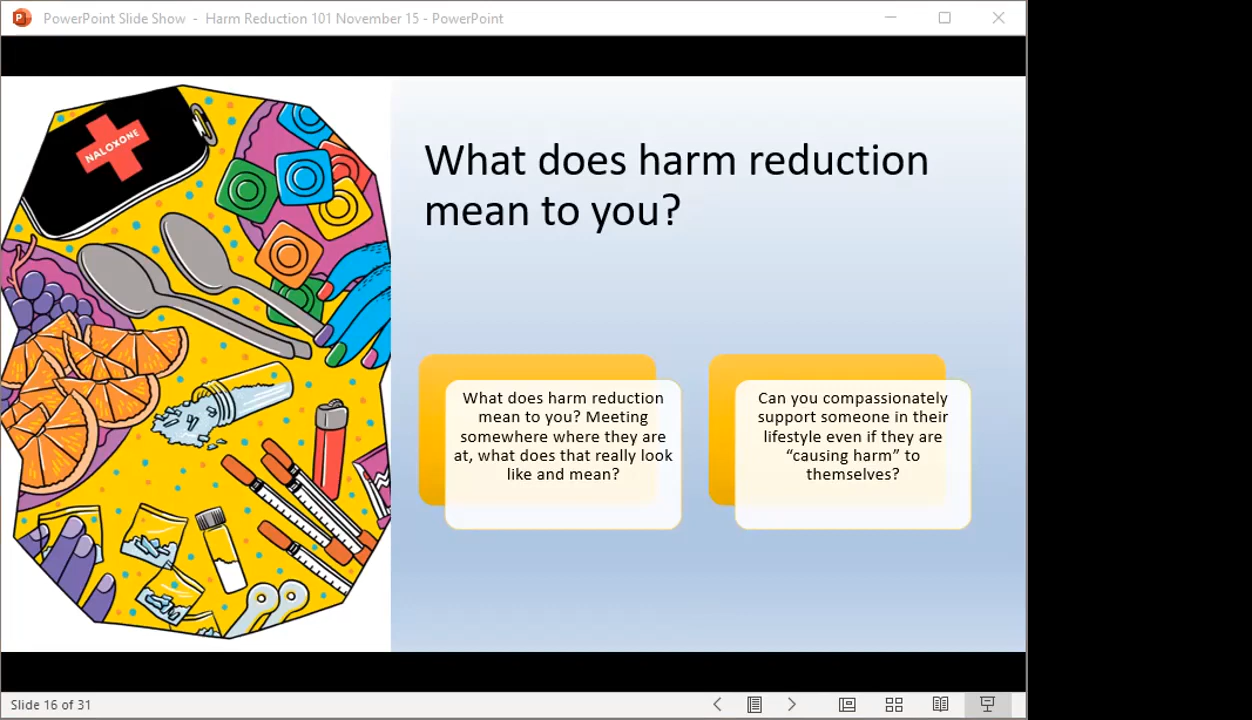 PowerPoint Slide Show - Harm Reduction 101 November 15 - PowerPoint
NALOXONE
What does harm reduction
mean to you?
What does harm reduction
mean to you? Meeting
somewhere where they are
at, what does that really look
like and mean?
Can you compassionately
support someone in their
lifestyle even if they are
“causing harm” to
themselves?
Slide 16 of 31